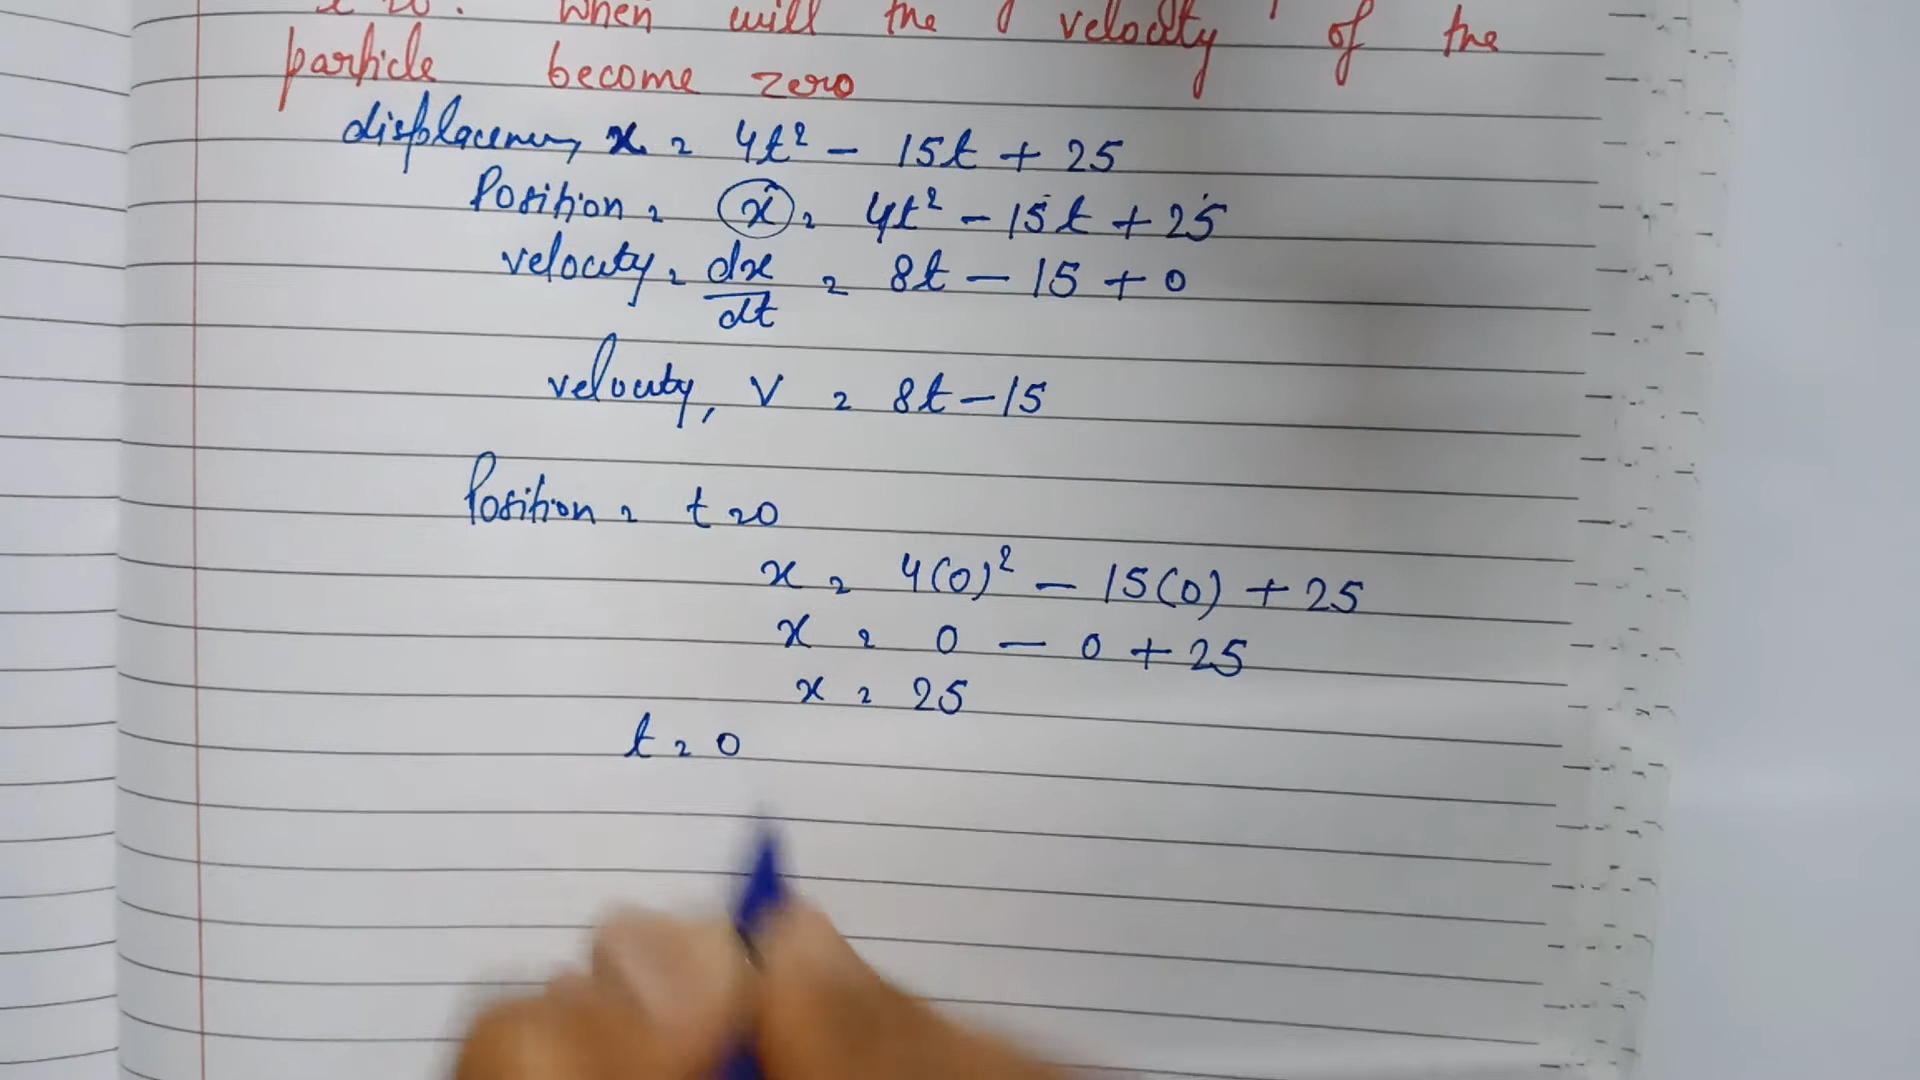 When will the velocity of the
particle become zero
x = 4t² - 15t + 25
Position = x = 4t² - 15t + 25
velocity = dx/dt = 8t - 15 + 0
velocity, V = 8t - 15
Position = t = 0
x = 4(0)² - 15(0) + 25
x = 0 - 0 + 25
x = 25
t = 0